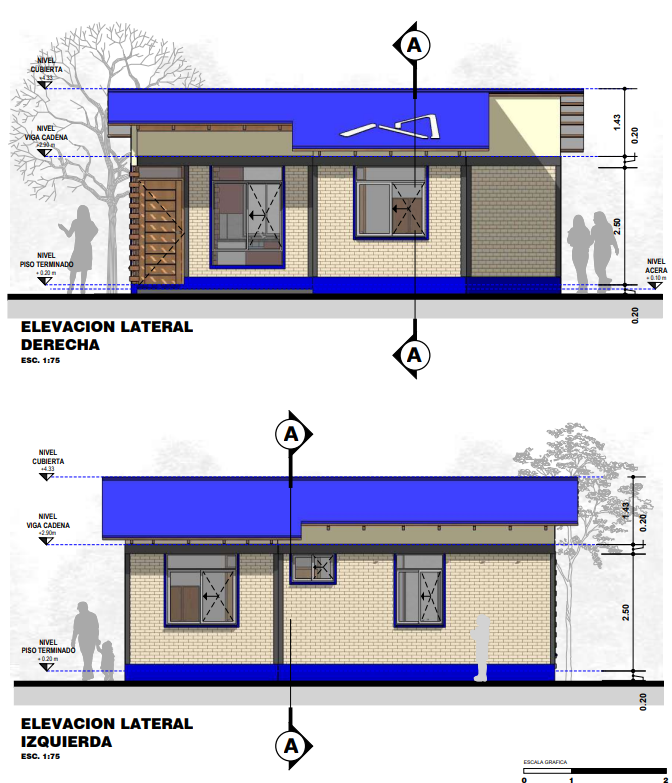 A
NIVEL
CUBIERTA
+4.33
NIVEL
VIGA CADENA
+2.90 m
NIVEL
PISO TERMINADO
+ 0.20 m
1.43
0.20
2.50
NIVEL
ACERA
+ 0.10 m
0.20
ELEVACION LATERAL
DERECHA
ESC. 1:75
A
A
NIVEL
CUBIERTA
+4.33
NIVEL
VIGA CADENA
+2.90m
NIVEL
PISO TERMINADO
+ 0.20 m
1.43
0.20
2.50
0.20
ELEVACION LATERAL
IZQUIERDA
ESC. 1:75
A
ESCALA GRAFICA
0 1 2